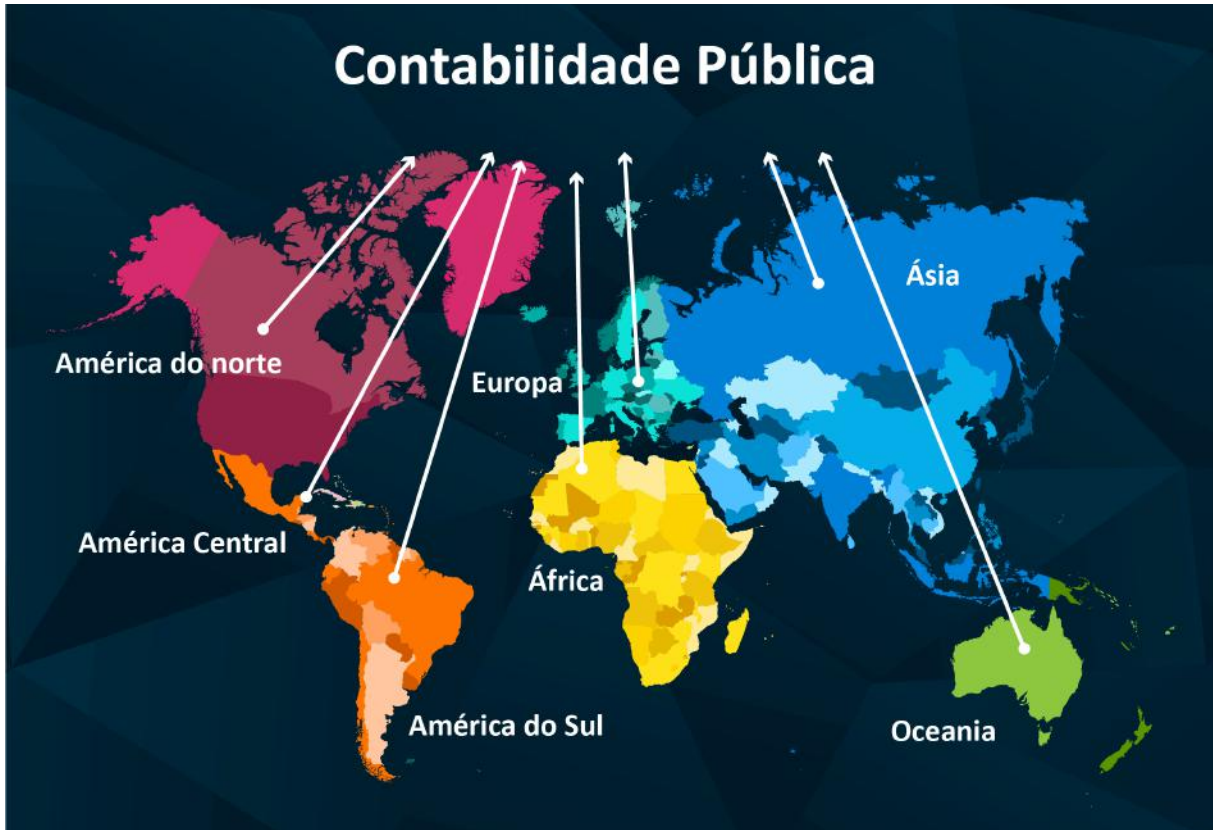 Contabilidade Pública
Ásia
América do norte
Europa
América Central
África
América do Sul
Oceania